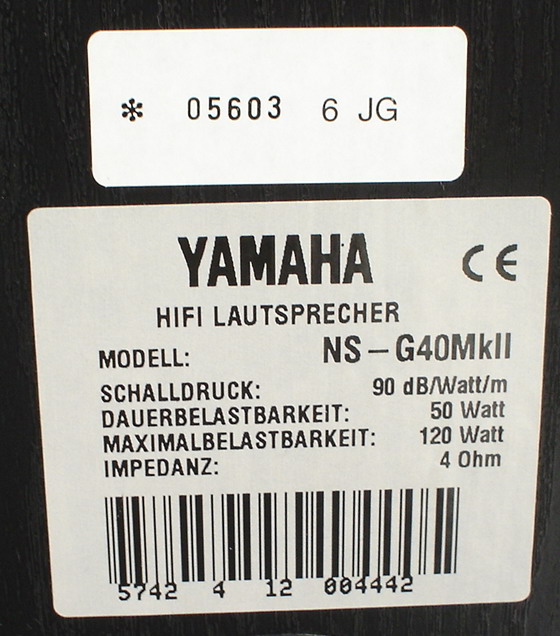 * 05603 6 JG
YAMAHA CE
HIFI LAUTSPRECHER
MODELL: NS-G40MkII
SCHALLDRUCK: 90 dB/Watt/m
DAUERBELASTBARKEIT: 50 Watt
MAXIMALBELASTBARKEIT: 120 Watt
IMPEDANZ: 4 Ohm
5742 4 12 004442